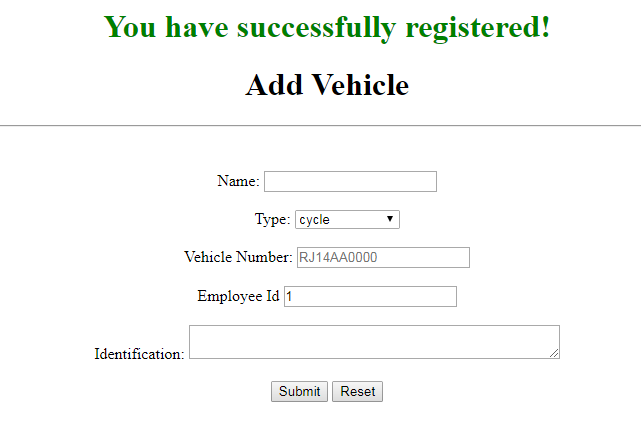 You have successfully registered!
Add Vehicle
Name:
Type: cycle
Vehicle Number: RJ14AA0000
Employee Id 1
Identification:
Submit Reset